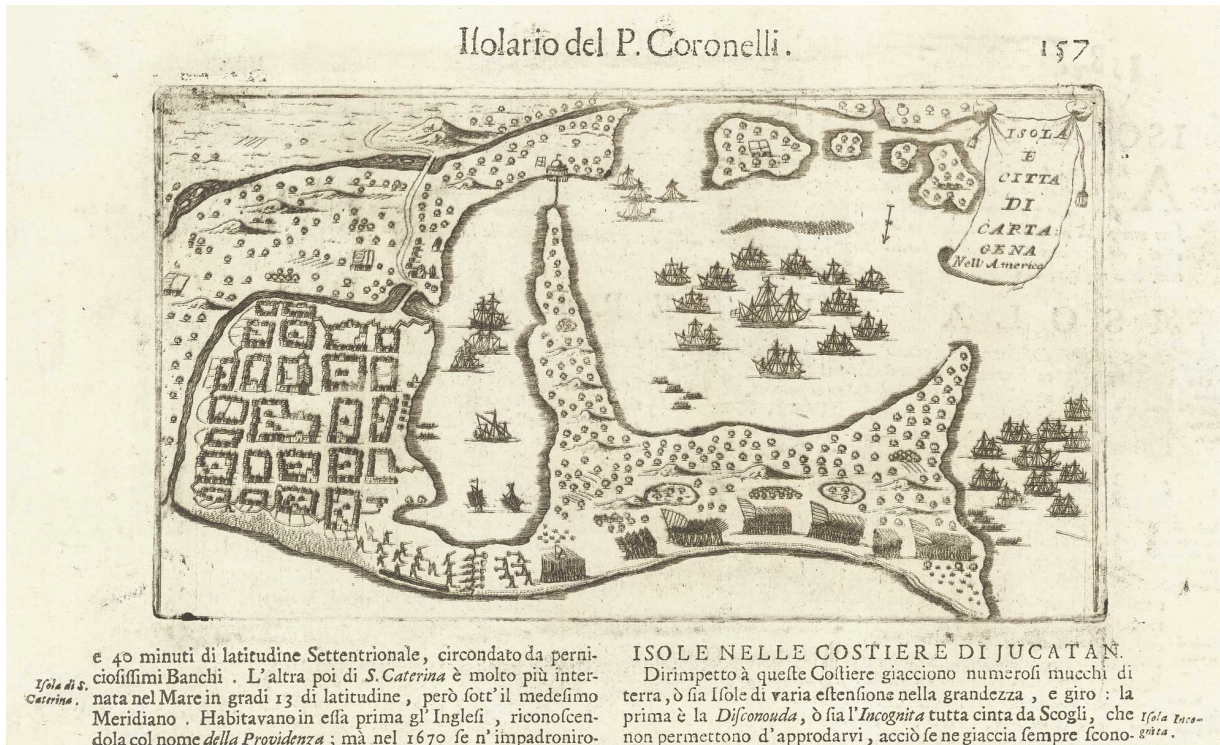 Isolario del P. Coronelli.
157
ISOLA
E
CITTA
DI
CARTA
GENA
Nell' America
e 40 minuti di latitudine Settentrionale, circondato da perni-
ciosissimi Banchi. L'altra poi di S. Caterina è molto più inter-
Isola di S. Caterina.
nata nel Mare in gradi 13 di latitudine, però sott'il medesimo
Meridiano. Habitavano in essa prima gl'Inglesi, riconoscen-
dola col nome della Providenza; mà nel 1670 se n'impadroniro-
ISOLE NELLE COSTIERE DI JUCATAN.
Dirimpetto à queste Costiere giacciono numerosi mucchi di
terra, ò sia Isole di varia estensione nella grandezza, e giro: la
prima è la Disconouda, ò sia l'Incognita tutta cinta da Scogli, che
Isola Inco-
gnita.
non permettono d'approdarvi, acciò se ne giaccia sempre scono-